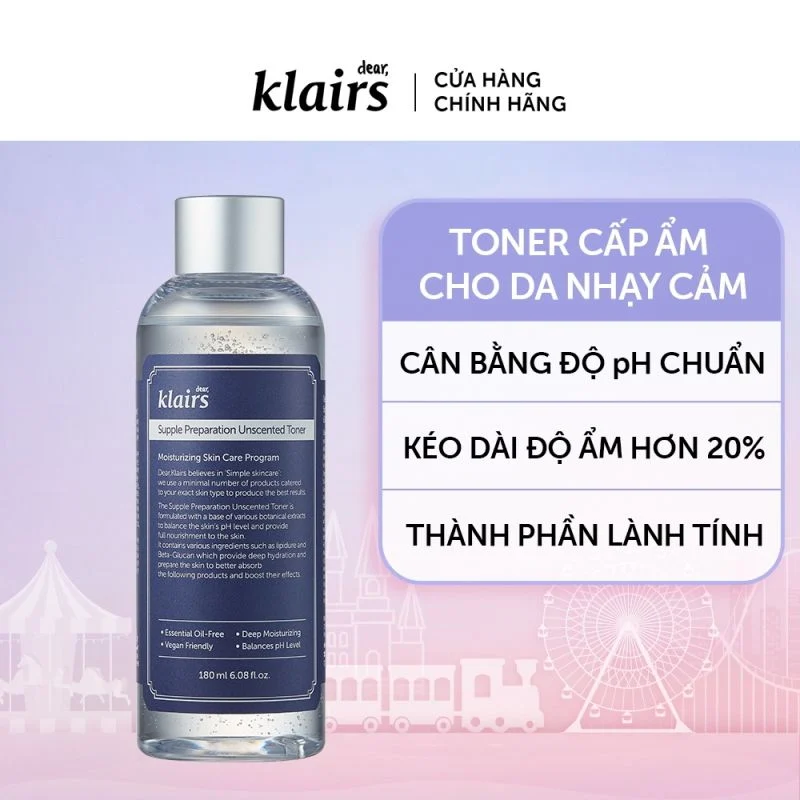 dear,
klairs
CỬA HÀNG
CHÍNH HÃNG
TONER CẤP ẨM
CHO DA NHẠY CẢM
CÂN BẰNG ĐỘ pH CHUẨN
KÉO DÀI ĐỘ ẨM HƠN 20%
THÀNH PHẦN LÀNH TÍNH
dear,
klairs
Supple Preparation Unscented Toner
Moisturizing Skin Care Program
Dear,Klairs believes in 'Simple skincare':
we use a minimal number of products catered
to your exact skin type to produce the best results.
The Supple Preparation Unscented Toner is
formulated with a base of various botanical extracts
to balance the skin's pH level and provide
full nourishment to the skin.
It contains various ingredients such as lipidure and
Beta-Glucan which provide deep hydration and
prepare the skin to better absorb
the following products and boost their effects.
• Essential Oil-Free • Deep Moisturizing
• Vegan Friendly • Balances pH Level
180 ml 6.08 fl.oz.